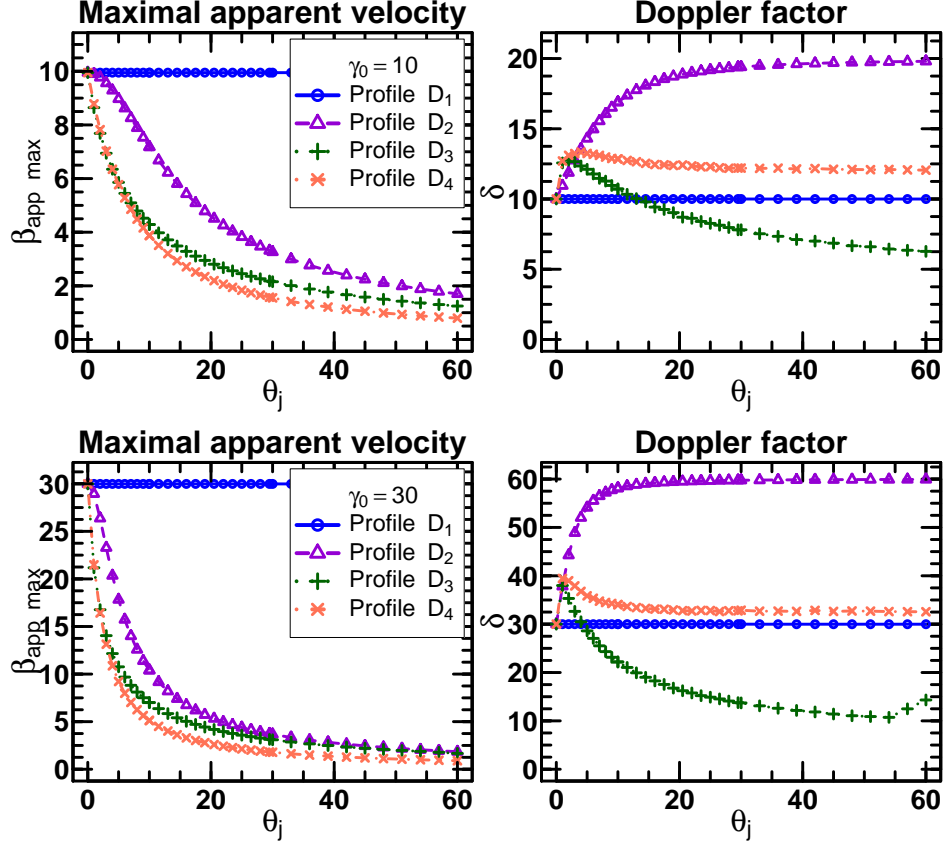 Maximal apparent velocity
β app max
10
8
6
4
2
0
γ0 = 10
Profile D1
Profile D2
Profile D3
Profile D4
0 20 40 60
θj
Doppler factor
δ
20
15
10
5
0
0 20 40 60
θj
Maximal apparent velocity
β app max
30
25
20
15
10
5
0
γ0 = 30
Profile D1
Profile D2
Profile D3
Profile D4
0 20 40 60
θj
Doppler factor
δ
60
50
40
30
20
10
0
0 20 40 60
θj